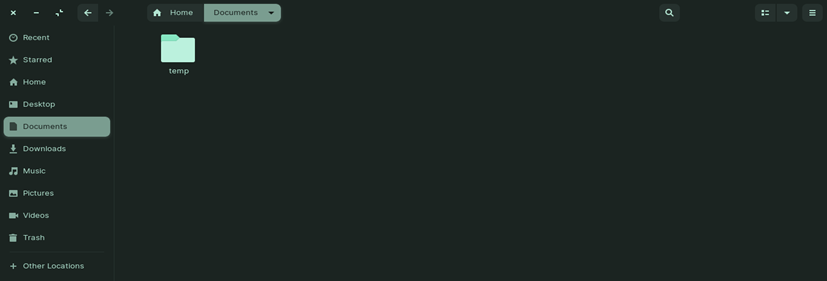 Home Documents
Recent
Starred
Home
Desktop
Documents
Downloads
Music
Pictures
Videos
Trash
Other Locations
temp